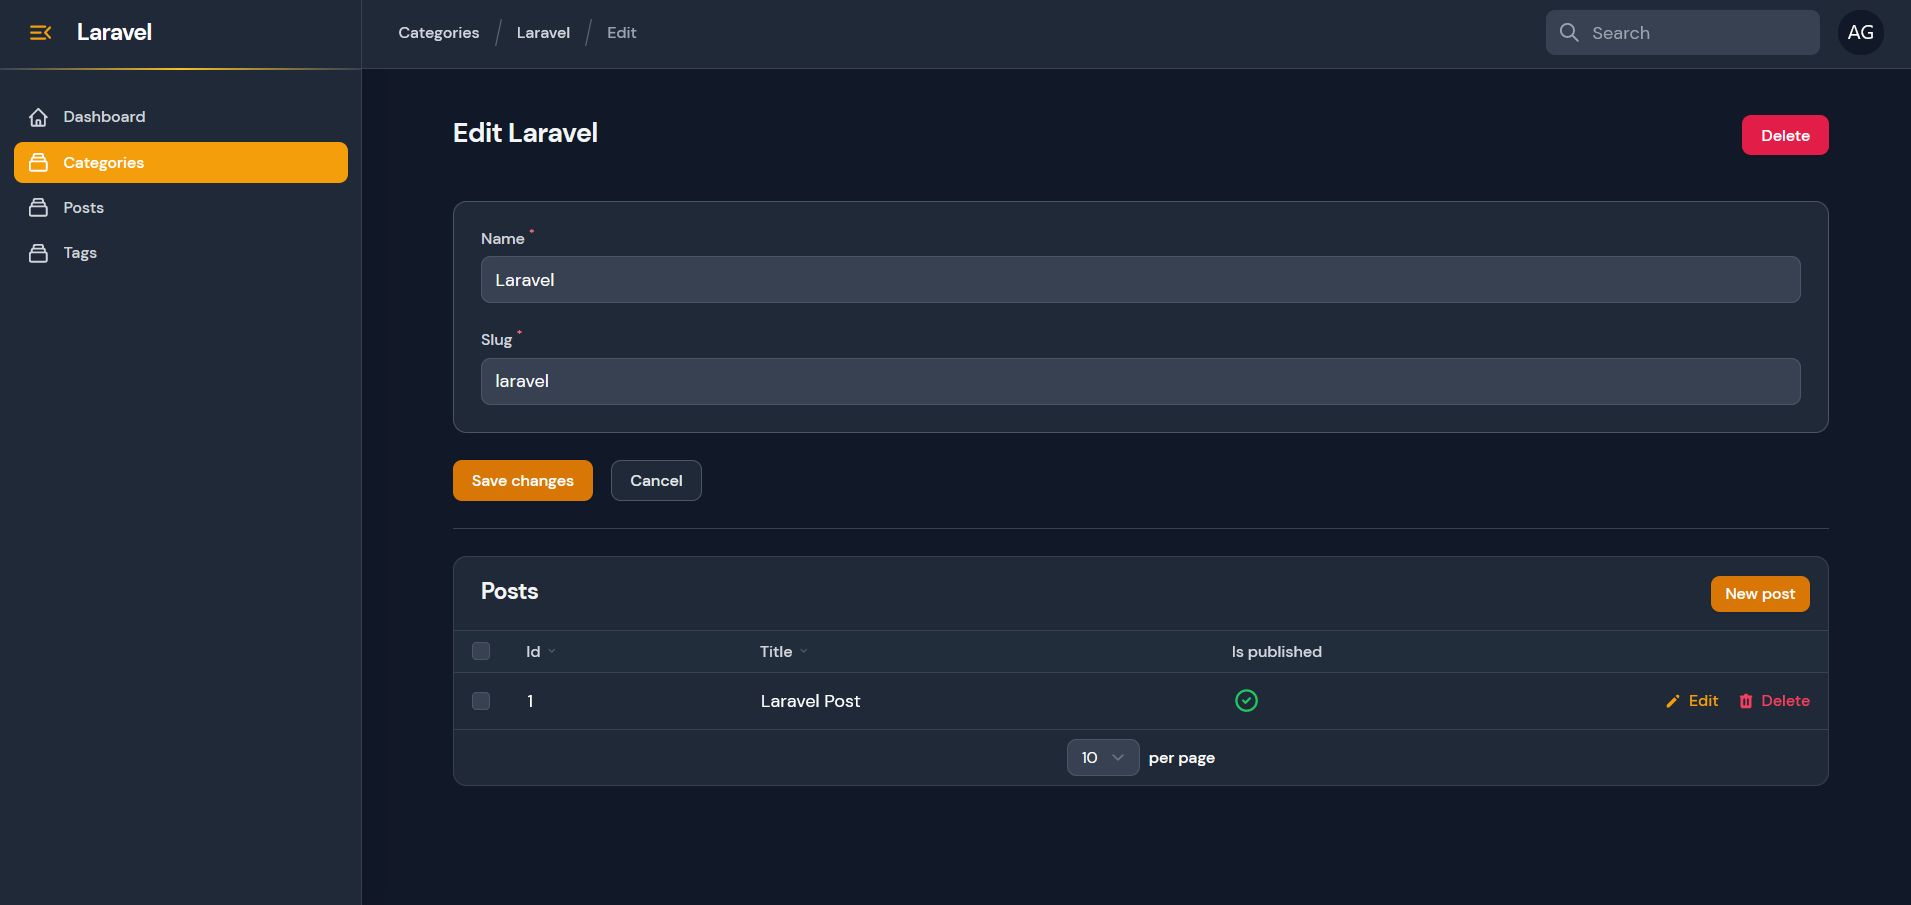 Laravel
Categories / Laravel / Edit
Search
AG
Dashboard
Categories
Posts
Tags
Edit Laravel
Delete
Name *
Laravel
Slug *
laravel
Save changes
Cancel
Posts
New post
Id Title Is published
1 Laravel Post Edit Delete
10 per page